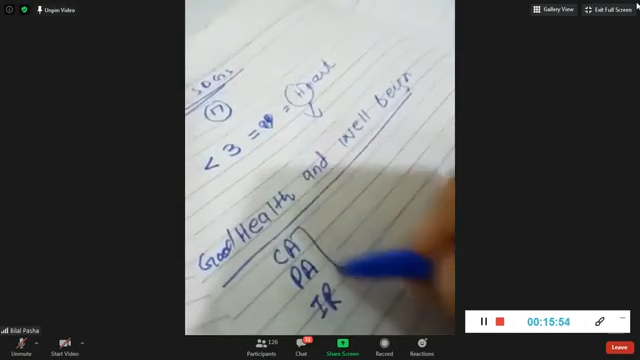 Unpin Video
Gallery View
Exit Full Screen
SDGS
17
< 3 = = Heart
Good Health and well being
CA
PA
IR
00:15:54
Bilal Pasha
Unmute
Start Video
126
Participants
Chat
Share Screen
Record
Reactions
Leave